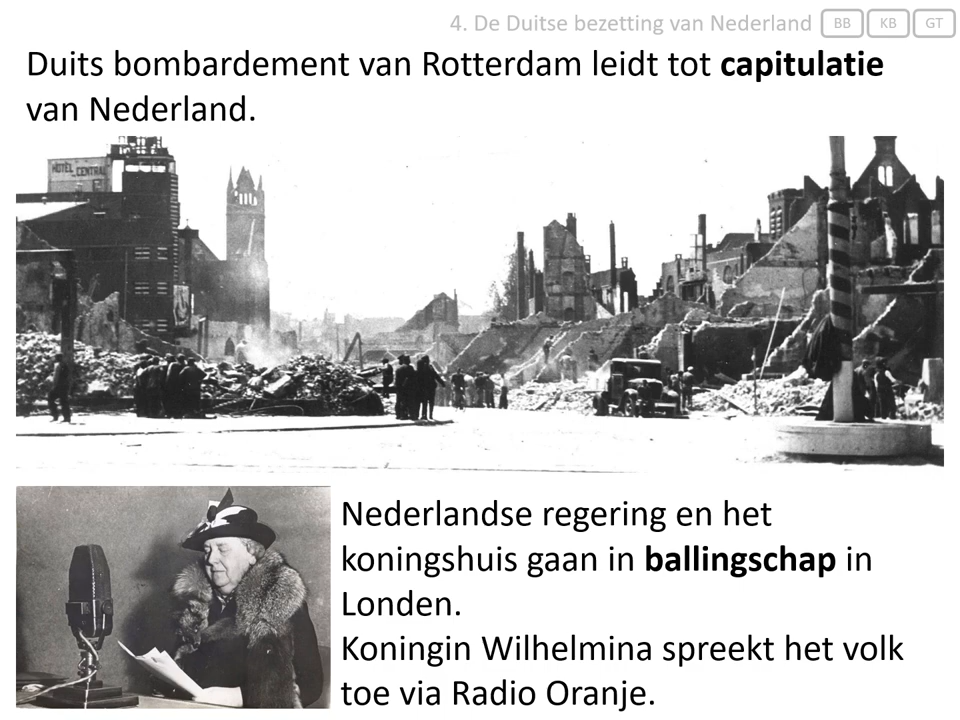 4. De Duitse bezetting van Nederland BB KB GT
Duits bombardement van Rotterdam leidt tot capitulatie
van Nederland.
HOTEL CENTRAL
Nederlandse regering en het
koningshuis gaan in ballingschap in
Londen.
Koningin Wilhelmina spreekt het volk
toe via Radio Oranje.